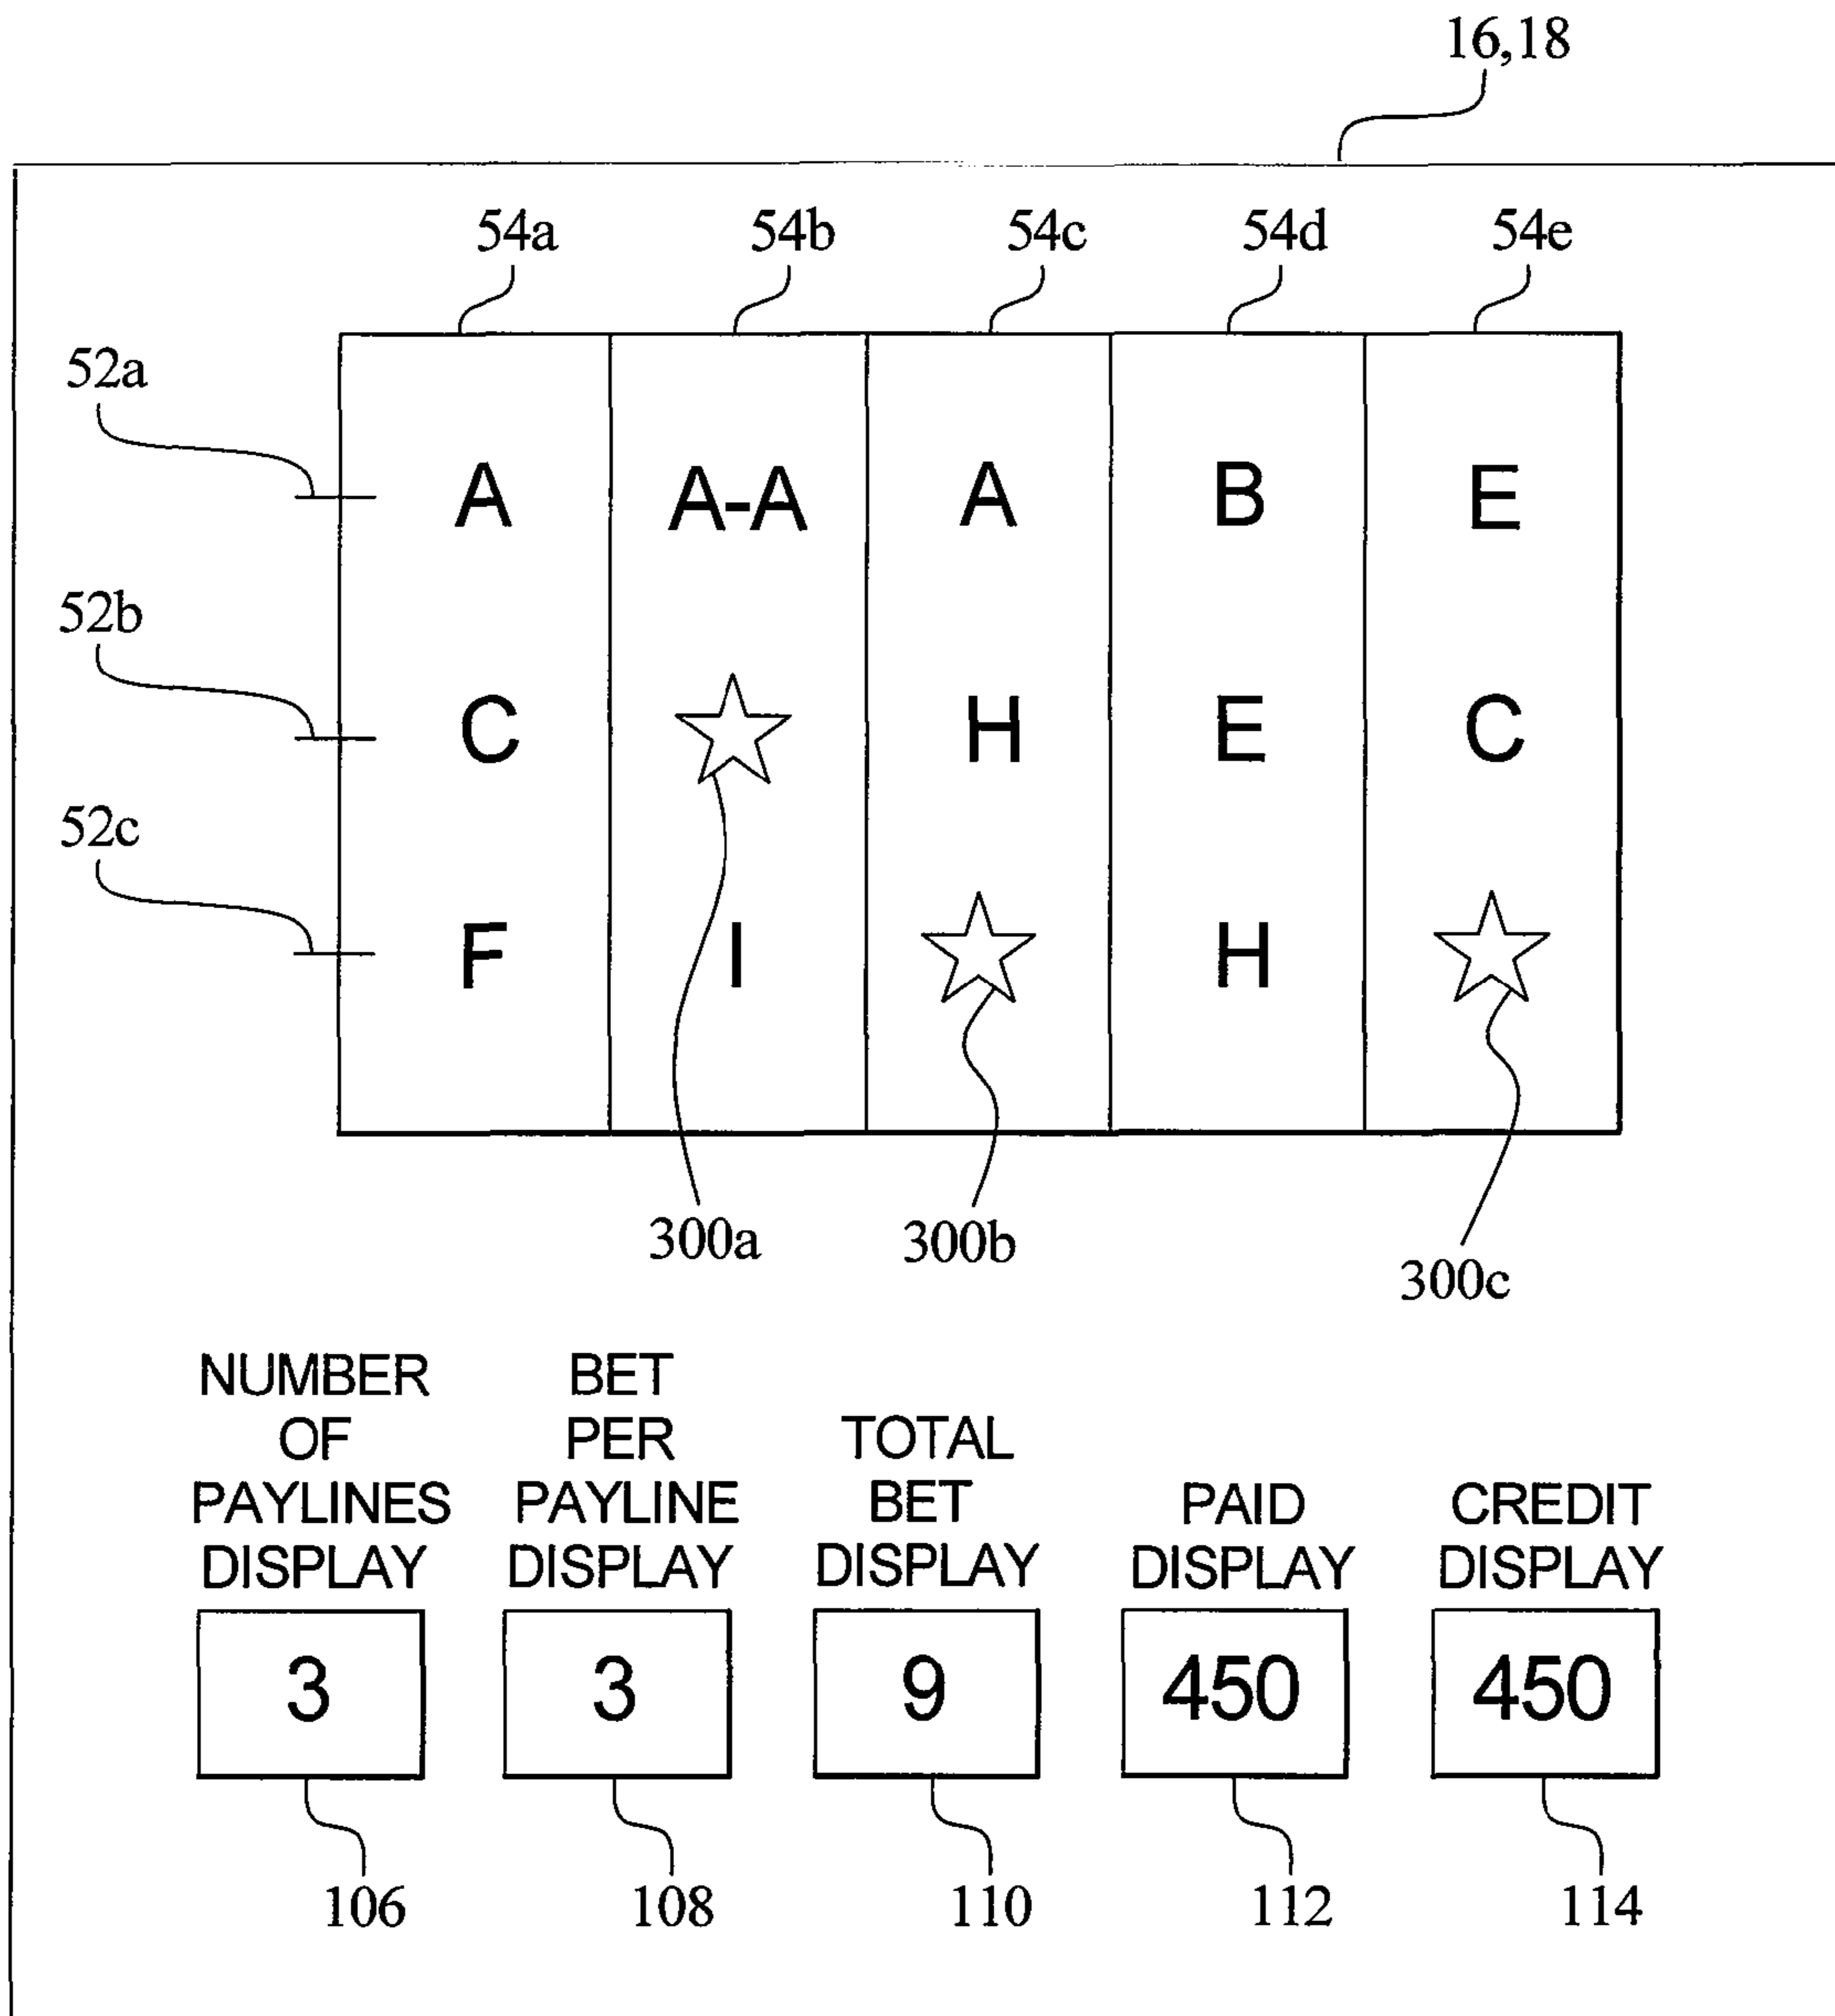 16,18
54a 54b 54c 54d 54e
52a
A A-A A B E
52b
C H E C
52c
F I H
300a 300b
300c
NUMBER OF PAYLINES DISPLAY
BET PER PAYLINE DISPLAY
TOTAL BET DISPLAY
PAID DISPLAY
CREDIT DISPLAY
3 3 9 450 450
106 108 110 112 114